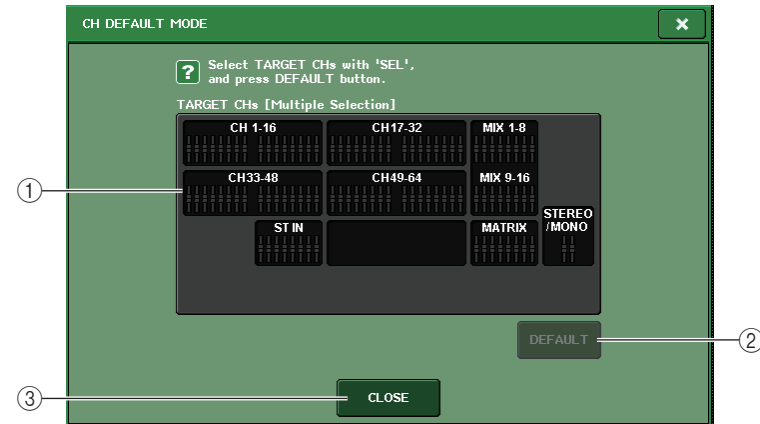 CH DEFAULT MODE
×
? Select TARGET CHs with 'SEL',
and press DEFAULT button.
TARGET CHs [Multiple Selection]
CH 1-16 CH17-32 MIX 1-8
① CH33-48 CH49-64 MIX 9-16
ST IN MATRIX STEREO
/MONO
DEFAULT ②
③ CLOSE